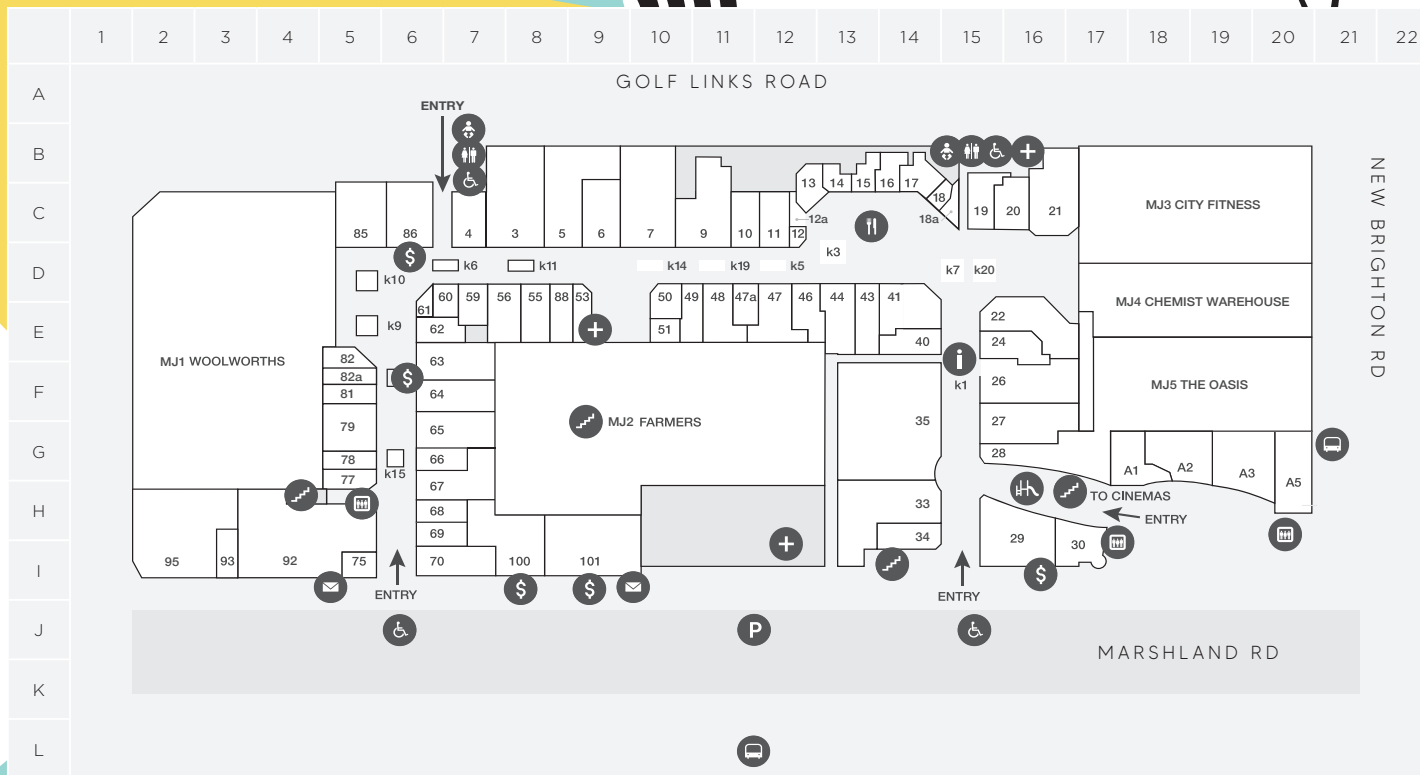 1 2 3 4 5 6 7 8 9 10 11 12 13 14 15 16 17 18 19 20 21 22
A
GOLF LINKS ROAD
ENTRY
B
13 14 15 16 17
18
C
85 86 4 3 5 6 7 9 10 11 12 12a 18a 19 20 21
MJ3 CITY FITNESS
NEW BRIGHTON RD
$
k3
D
k10 k6 k11 k14 k19 k5 k7 k20
61 60 59 56 55 88 53 50 49 48 47a 47 46 44 43 41
MJ4 CHEMIST WAREHOUSE
22
E
k9 62 51 40 24
MJ1 WOOLWORTHS
82 63
82a $
i
k1
F
81 64 26
MJ5 THE OASIS
79 65
MJ2 FARMERS
35 27
G
78 66 28
k15
77 67
A1 A2 A3 A5
H
TO CINEMAS
68 33
ENTRY
69 34 29 30
I
95 93 92 75 70 100 101
$ $ $
ENTRY
ENTRY
J
P
MARSHLAND RD
K
L